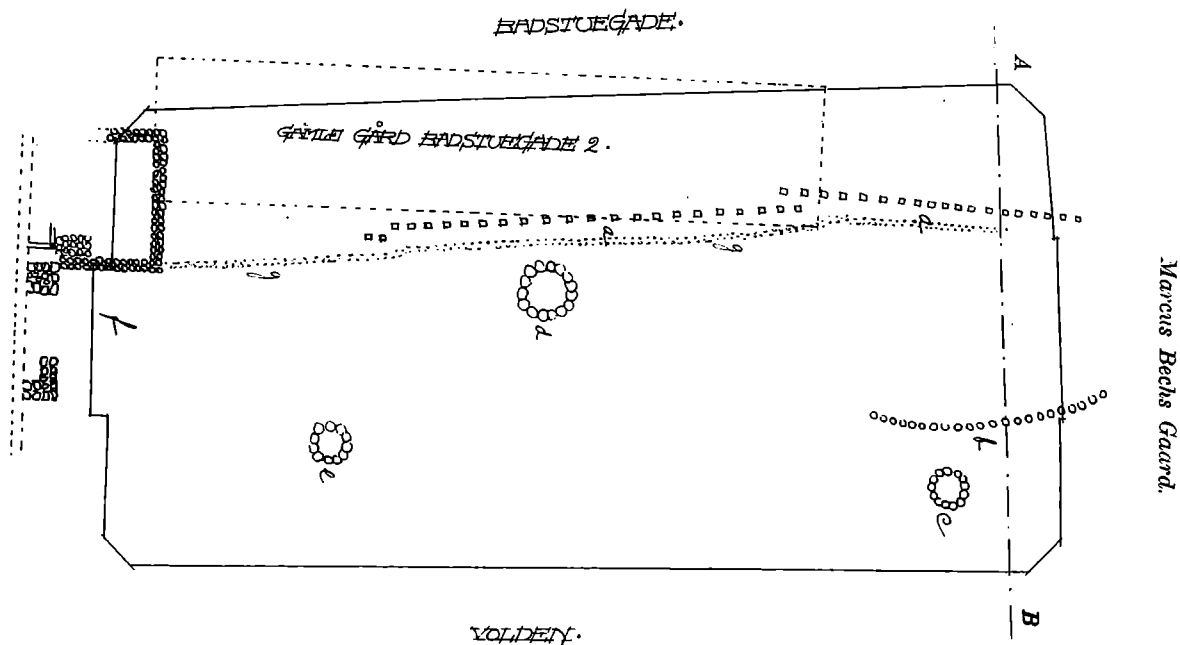 BADSTUEGADE.
A
GAMLE GÅRD BADSTUEGADE 2.
a
a
g
g
d
f
b
e
c
Marcus Bechs Gaard.
B
VOLDEN.